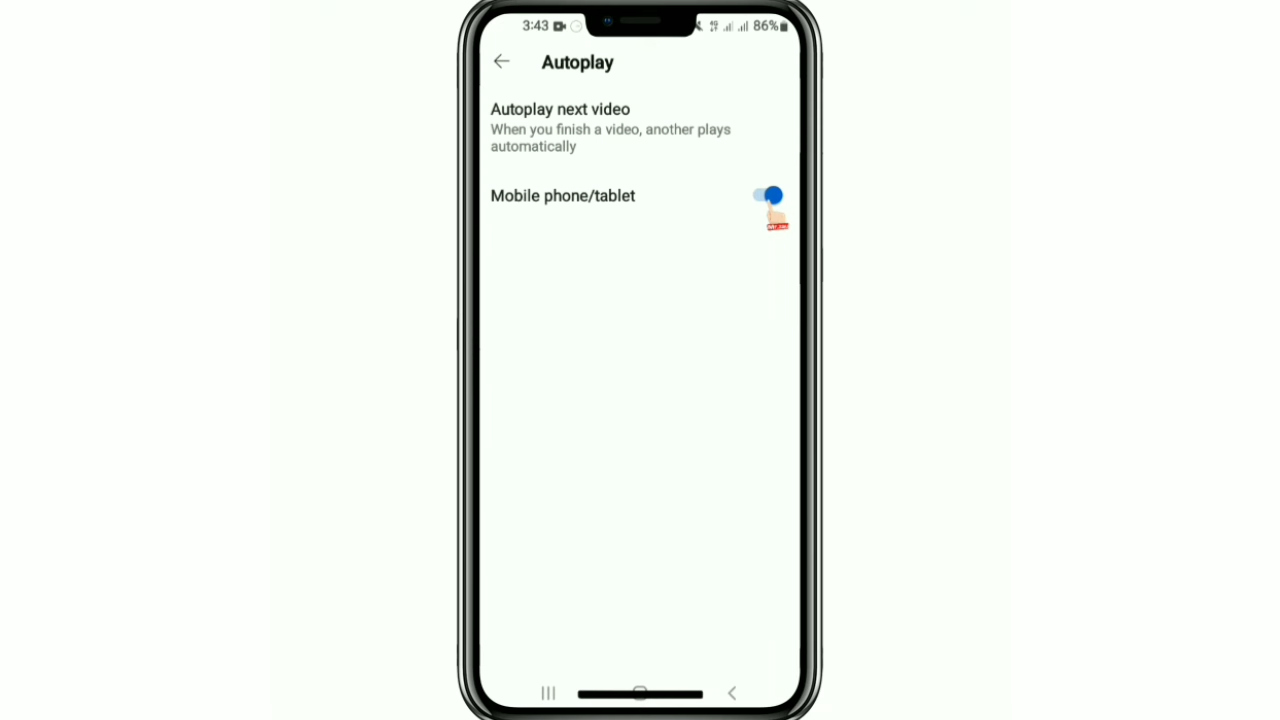 3:43 86%
Autoplay
Autoplay next video
When you finish a video, another plays
automatically
Mobile phone/tablet